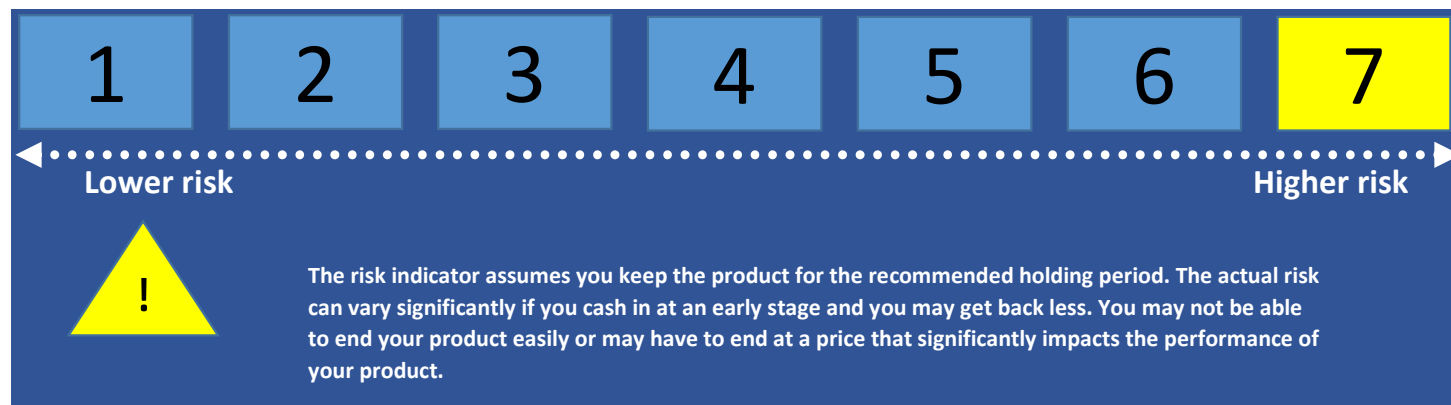 1 2 3 4 5 6 7
Lower risk Higher risk
!
The risk indicator assumes you keep the product for the recommended holding period. The actual risk
can vary significantly if you cash in at an early stage and you may get back less. You may not be able
to end your product easily or may have to end at a price that significantly impacts the performance of
your product.